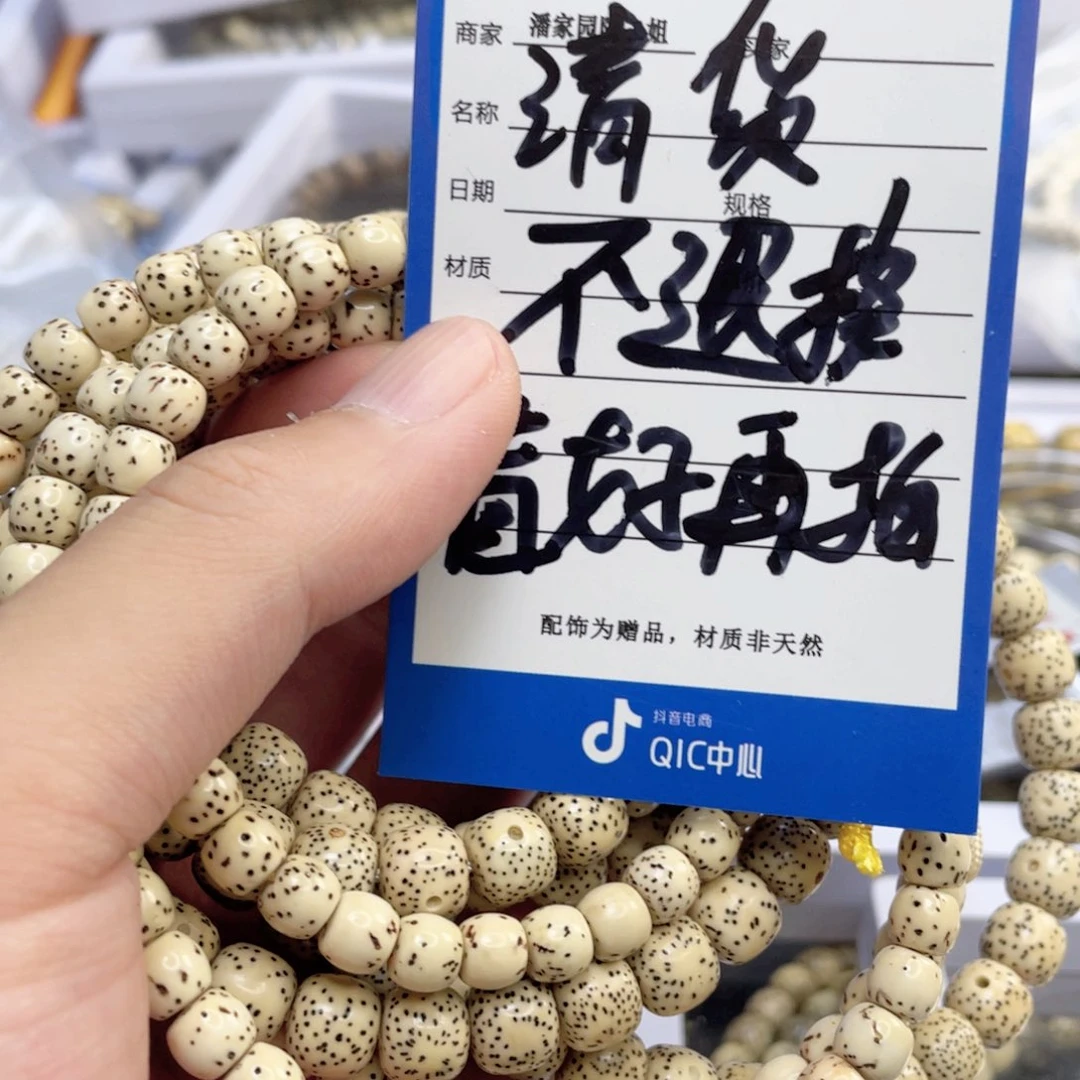 商家 潘家园
清货
名称
日期
规格
材质
不退换
看好再拍
配饰为赠品，材质非天然
抖音电商
QIC中心